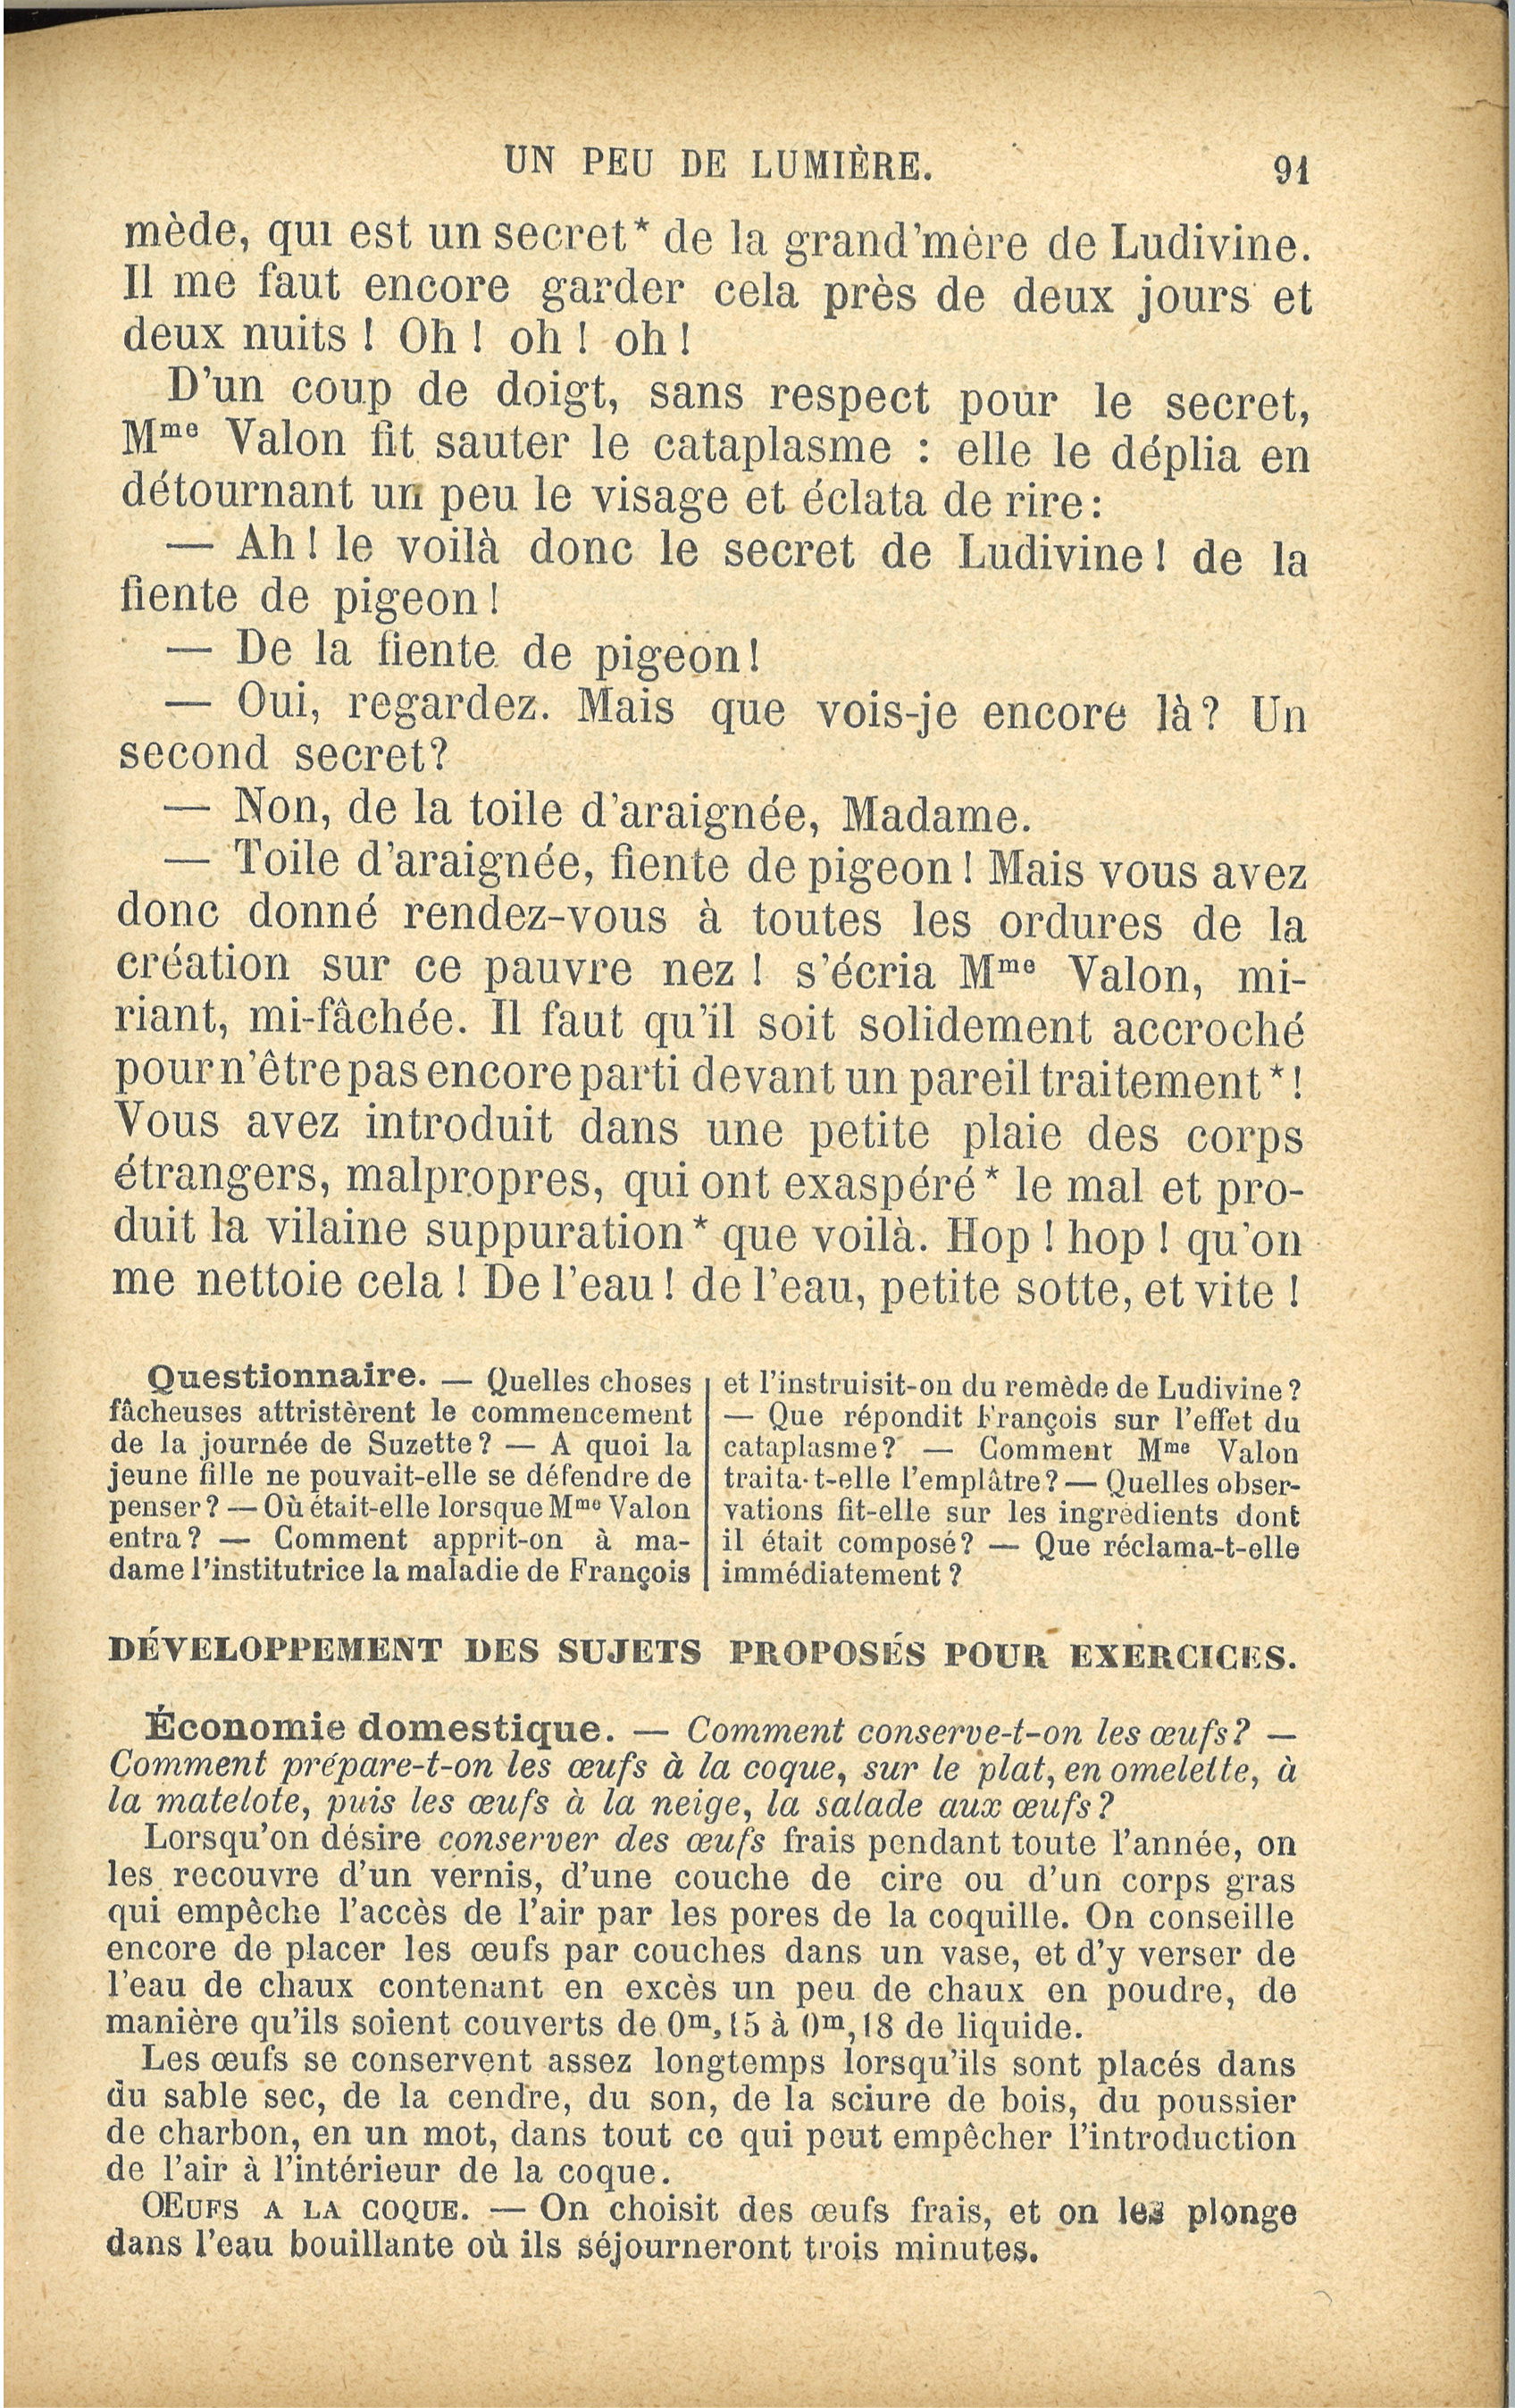 UN PEU DE LUMIÈRE. 91
mède, qui est un secret* de la grand'mère de Ludivine.
Il me faut encore garder cela près de deux jours et
deux nuits ! Oh ! oh ! oh !
D'un coup de doigt, sans respect pour le secret,
Mme Valon fit sauter le cataplasme : elle le déplia en
détournant un peu le visage et éclata de rire :
— Ah ! le voilà donc le secret de Ludivine ! de la
fiente de pigeon !
— De la fiente de pigeon !
— Oui, regardez. Mais que vois-je encore là ? Un
second secret ?
— Non, de la toile d'araignée, Madame.
— Toile d'araignée, fiente de pigeon ! Mais vous avez
donc donné rendez-vous à toutes les ordures de la
création sur ce pauvre nez ! s'écria Mme Valon, mi-
riant, mi-fâchée. Il faut qu'il soit solidement accroché
pour n'être pas encore parti devant un pareil traitement* !
Vous avez introduit dans une petite plaie des corps
étrangers, malpropres, qui ont exaspéré* le mal et pro-
duit la vilaine suppuration* que voilà. Hop ! hop ! qu'on
me nettoie cela ! De l'eau ! de l'eau, petite sotte, et vite !
Questionnaire. — Quelles choses
fâcheuses attristèrent le commencement
de la journée de Suzette ? — A quoi la
jeune fille ne pouvait-elle se défendre de
penser ? — Où était-elle lorsque Mme Valon
entra ? — Comment apprit-on à ma-
dame l'institutrice la maladie de François
et l'instruisit-on du remède de Ludivine ?
— Que répondit François sur l'effet du
cataplasme ? — Comment Mme Valon
traita-t-elle l'emplâtre ? — Quelles obser-
vations fit-elle sur les ingrédients dont
il était composé ? — Que réclama-t-elle
immédiatement ?
DÉVELOPPEMENT DES SUJETS PROPOSÉS POUR EXERCICES.
Économie domestique. — Comment conserve-t-on les œufs ? —
Comment prépare-t-on les œufs à la coque, sur le plat, en omelette, à
la matelote, puis les œufs à la neige, la salade aux œufs ?
Lorsqu'on désire conserver des œufs frais pendant toute l'année, on
les recouvre d'un vernis, d'une couche de cire ou d'un corps gras
qui empêche l'accès de l'air par les pores de la coquille. On conseille
encore de placer les œufs par couches dans un vase, et d'y verser de
l'eau de chaux contenant en excès un peu de chaux en poudre, de
manière qu'ils soient couverts de 0m,15 à 0m,18 de liquide.
Les œufs se conservent assez longtemps lorsqu'ils sont placés dans
du sable sec, de la cendre, du son, de la sciure de bois, du poussier
de charbon, en un mot, dans tout ce qui peut empêcher l'introduction
de l'air à l'intérieur de la coque.
ŒUFS A LA COQUE. — On choisit des œufs frais, et on les plonge
dans l'eau bouillante où ils séjourneront trois minutes.